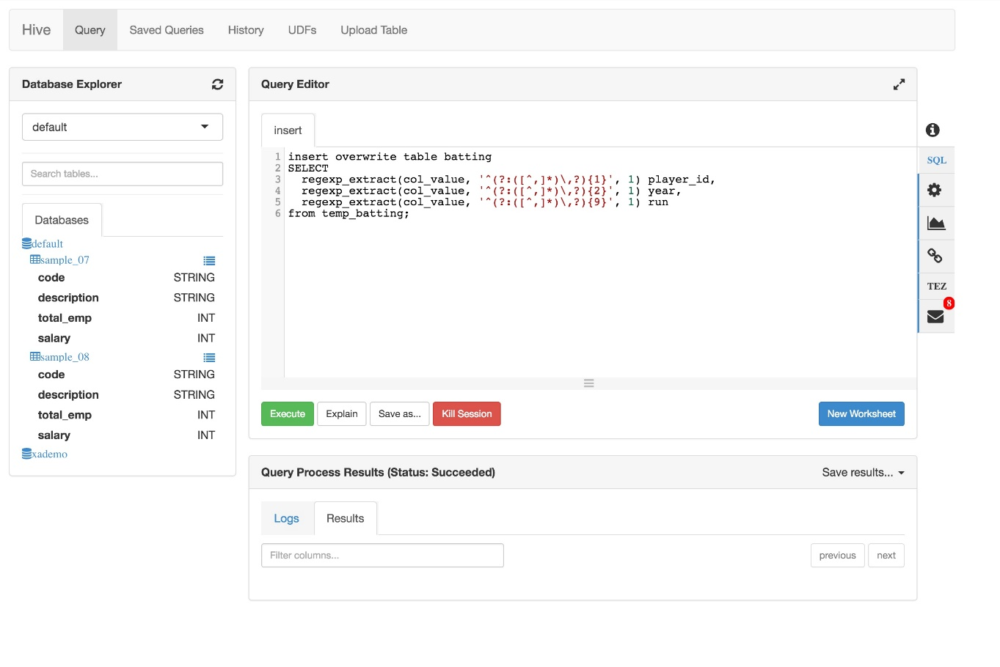 Hive Query Saved Queries History UDFs Upload Table
Database Explorer
default
Search tables...
Databases
default
sample_07
code STRING
description STRING
total_emp INT
salary INT
sample_08
code STRING
description STRING
total_emp INT
salary INT
xademo
Query Editor
insert
1 insert overwrite table batting
2 SELECT
3   regexp_extract(col_value, '^(?:([^,]*)\,?){1}', 1) player_id,
4   regexp_extract(col_value, '^(?:([^,]*)\,?){2}', 1) year,
5   regexp_extract(col_value, '^(?:([^,]*)\,?){9}', 1) run
6 from temp_batting;
Execute Explain Save as... Kill Session New Worksheet
Query Process Results (Status: Succeeded) Save results...
Logs Results
Filter columns... previous next
SQL
TEZ
8